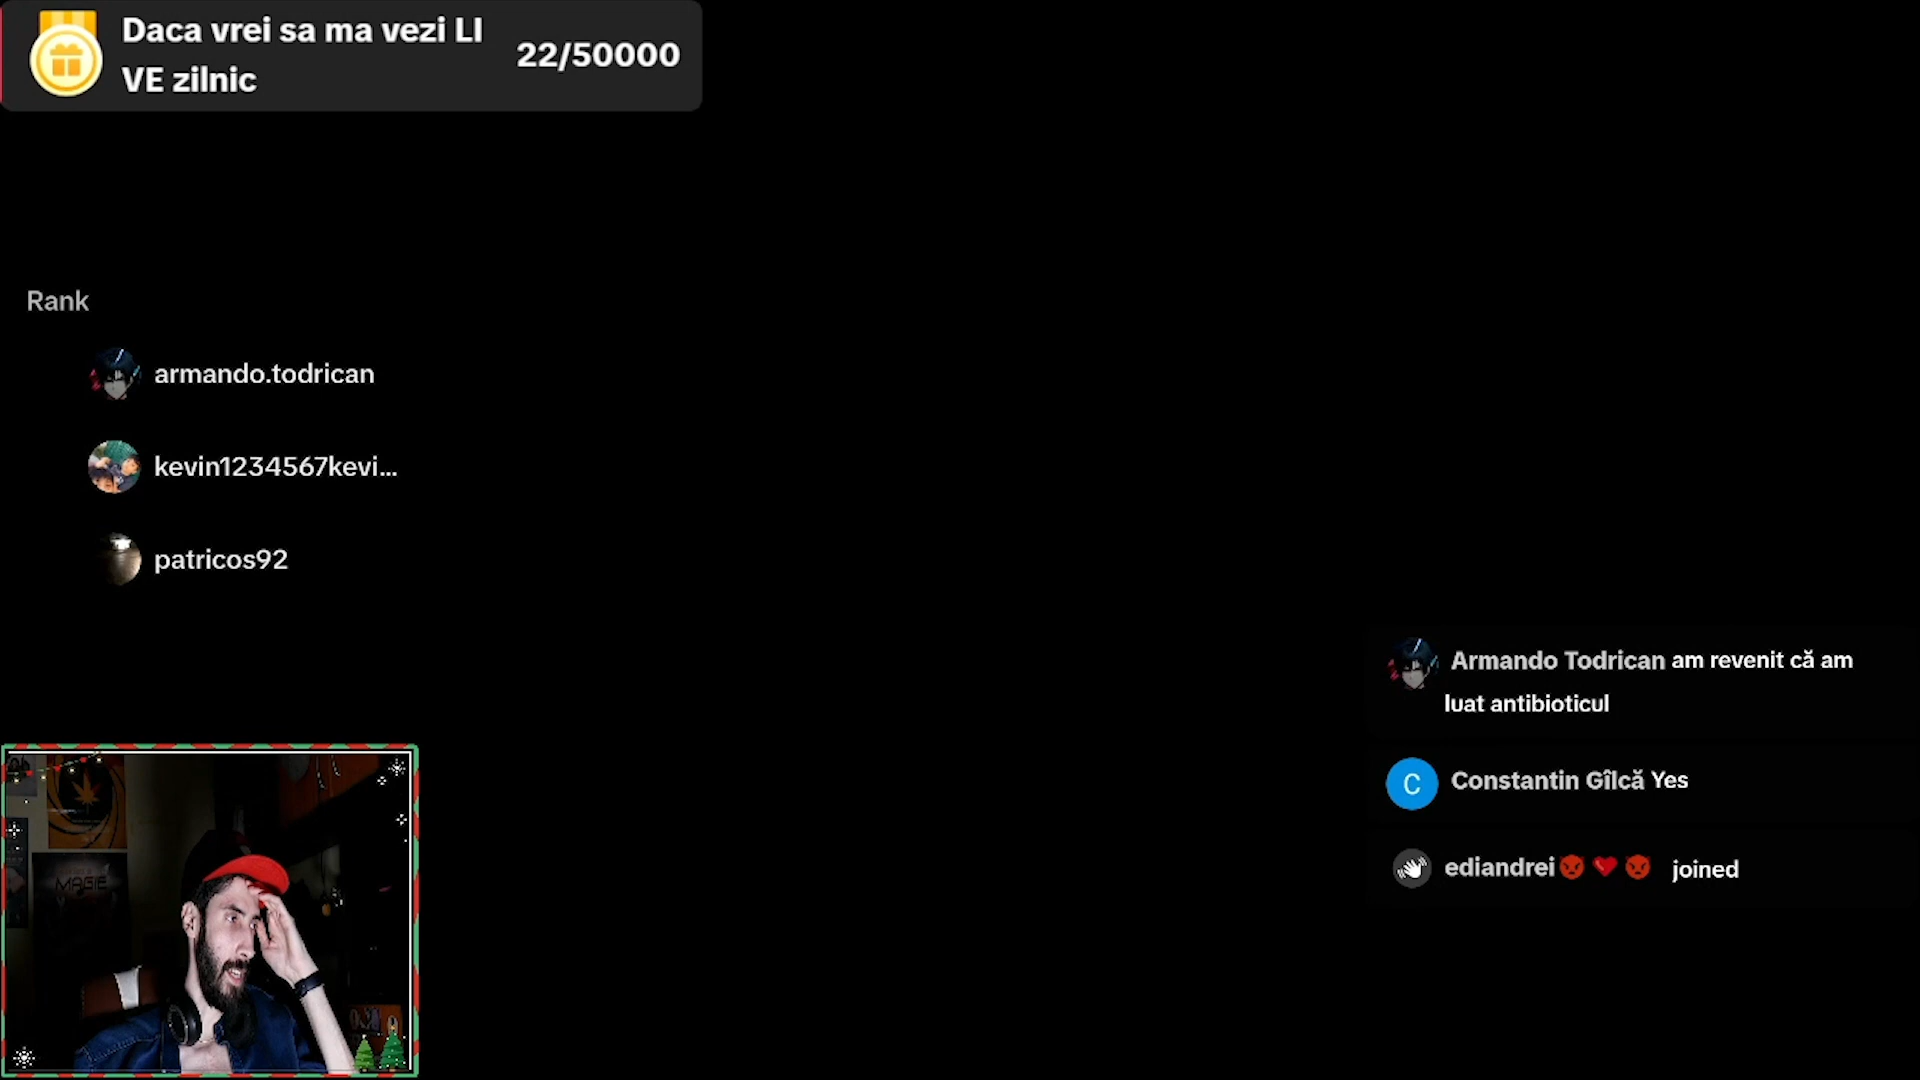 Daca vrei sa ma vezi LI
VE zilnic
22/50000
Rank
armando.todrican
kevin1234567kevi...
patricos92
Armando Todrican am revenit că am
luat antibioticul
C
Constantin Gîlcă Yes
ediandrei😡❤️😡 joined
MAGIE